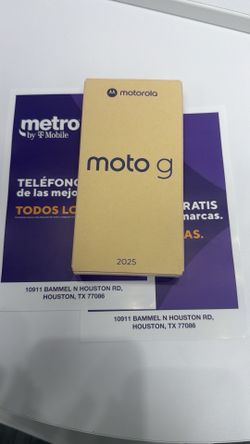 metro
by T Mobile
motorola
moto g
2025
TELÉFONO
de las mejo
TODOS LO
GRATIS
marcas.
AS.
10911 BAMMEL N HOUSTON RD,
HOUSTON, TX 77086
10911 BAMMEL N HOUSTON RD,
HOUSTON, TX 77086